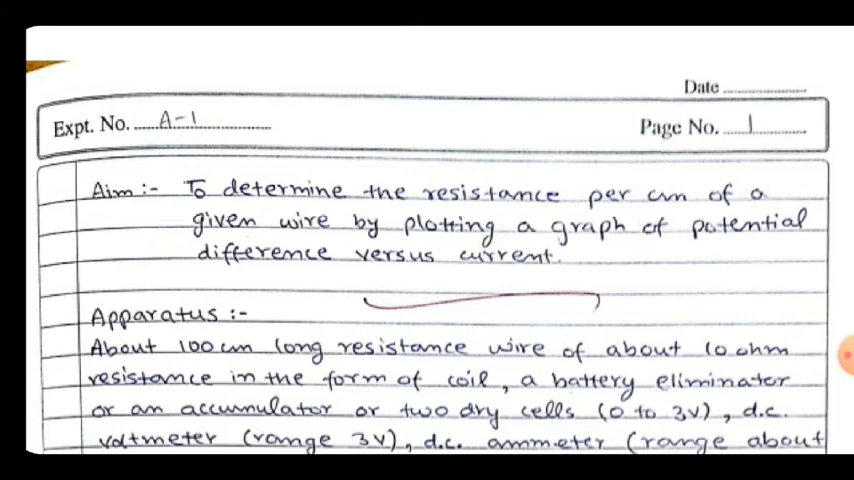 Date ....................
Expt. No. ......A-1....................
Page No. ......1..............
Aim :- To determine the resistance per cm of a
given wire by plotting a graph of potential
difference versus current.
Apparatus :-
About 100cm long resistance wire of about 10 ohm
resistance in the form of coil, a battery eliminator
or an accumulator or two dry cells (0 to 3V), d.c.
voltmeter (range 3V), d.c. ammeter (range about